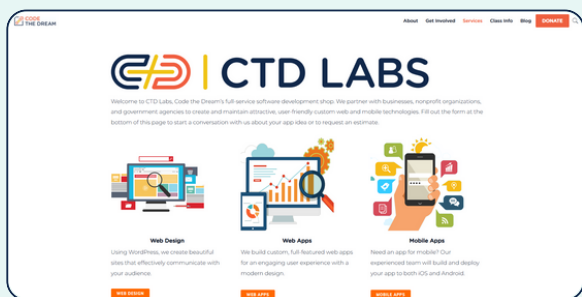 CODE
THE DREAM
About Get Involved Services Class Info Blog DONATE
CTD LABS
Welcome to CTD Labs, Code the Dream's full-service software development shop. We partner with businesses, nonprofit organizations,
and government agencies to create and maintain attractive, user-friendly custom web and mobile technologies. Fill out the form at the
bottom of this page to start a conversation with us about your app idea or to request an estimate.
Web Design
Using WordPress, we create beautiful
sites that effectively communicate with
your audience.
WEB DESIGN
Web Apps
We build custom, full featured web apps
for an engaging user experience with a
modern design.
WEB APPS
Mobile Apps
Need an app for mobile? Our
experienced team will build and deploy
your app to both iOS and Android.
MOBILE APPS